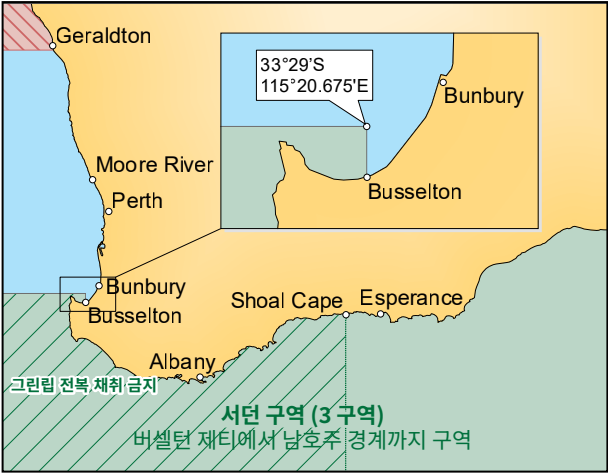 Geraldton
33°29'S
115°20.675'E
Bunbury
Busselton
Moore River
Perth
Bunbury
Busselton
Shoal Cape
Esperance
Albany
그린립 전복 채취 금지
서던 구역 (3 구역)
버셀턴 제티에서 남호주 경계까지 구역